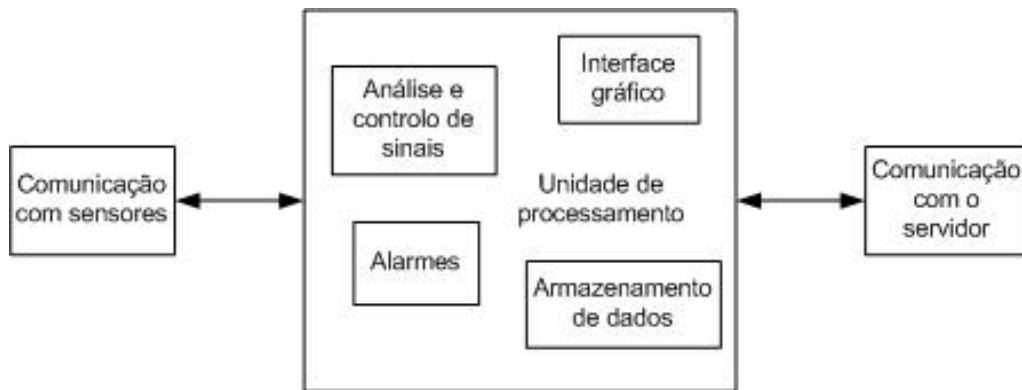 Comunicação
com sensores
Análise e
controlo de
sinais
Interface
gráfico
Unidade de
processamento
Alarmes
Armazenamento
de dados
Comunicação
com o
servidor